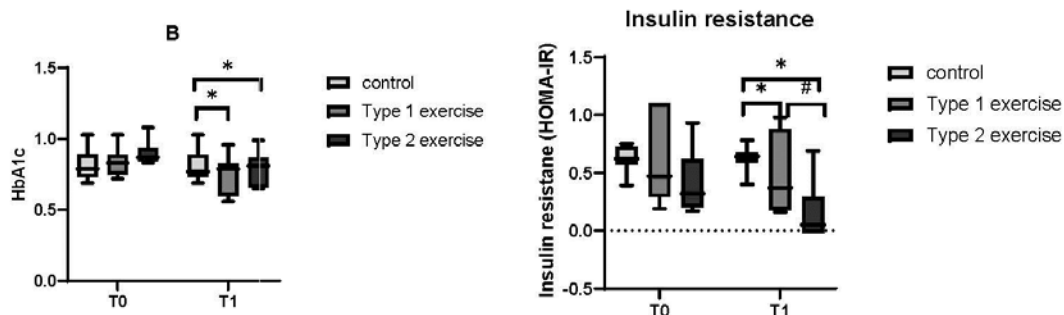 B
HbA1c
1.5
1.0
0.5
0.0
* 
*
T0
T1
control
Type 1 exercise
Type 2 exercise
Insulin resistance
Insulin resistane (HOMA-IR)
1.5
1.0
0.5
0.0
-0.5
*
*
#
T0
T1
control
Type 1 exercise
Type 2 exercise